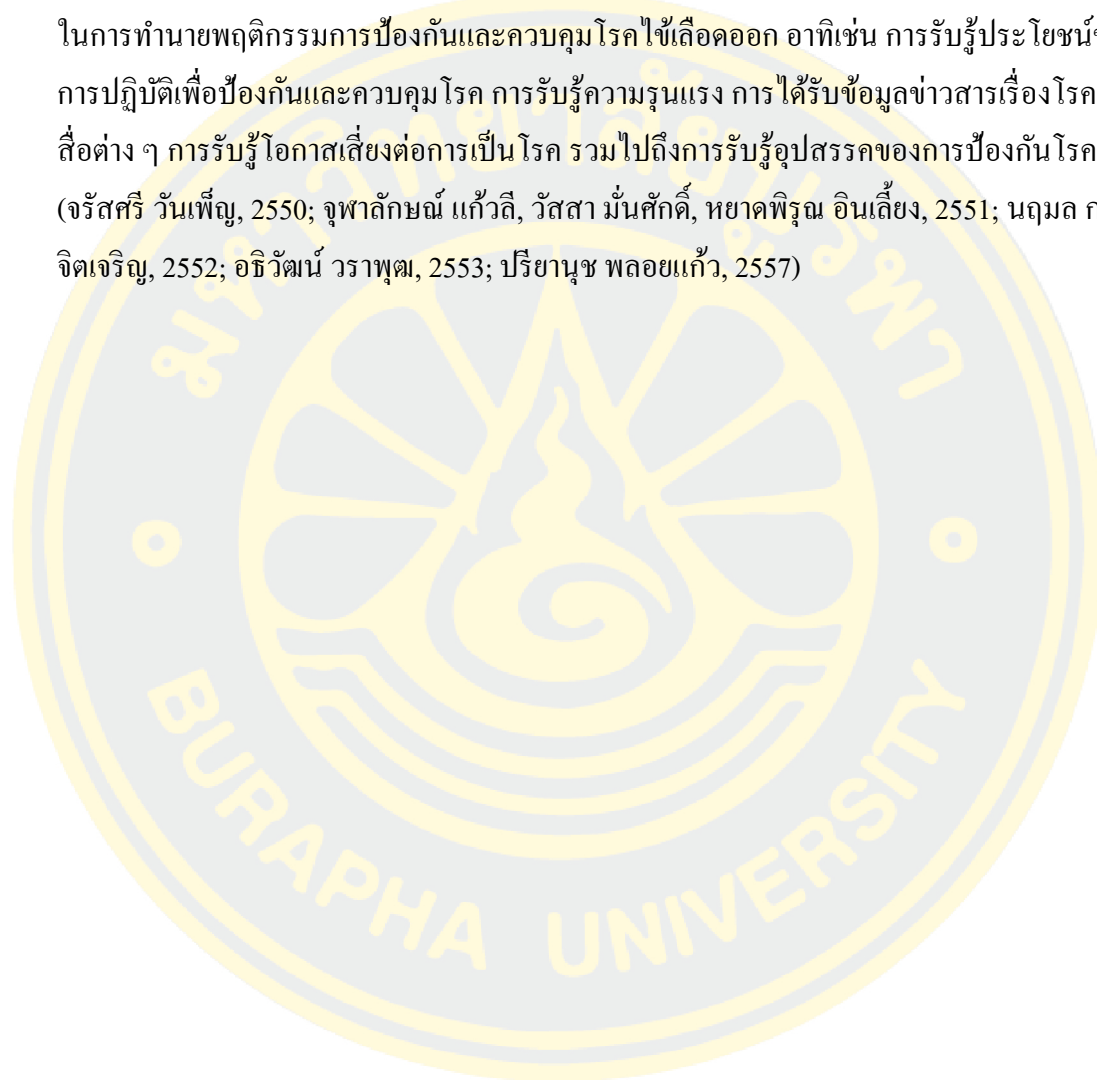 ในการทำนายพฤติกรรมการป้องกันและควบคุมโรคไข้เลือดออก อาทิเช่น การรับรู้ประโยชน์
การปฏิบัติเพื่อป้องกันและควบคุมโรค การรับรู้ความรุนแรง การได้รับข้อมูลข่าวสารเรื่องโรค
สื่อต่าง ๆ การรับรู้โอกาสเสี่ยงต่อการเป็นโรค รวมไปถึงการรับรู้อุปสรรคของการป้องกันโรค
(จรัสศรี วันเพ็ญ, 2550; จุฬาลักษณ์ แก้วลี, วัสสา มั่นศักดิ์, หยาดพิรุณ อินเลี้ยง, 2551; นฤมล
จิตเจริญ, 2552; อธิวัฒน์ วราพุฒ, 2553; ปรียานุช พลอยแก้ว, 2557)
มหาวิทยาลัยบูรพา
BURAPHA UNIVERSITY